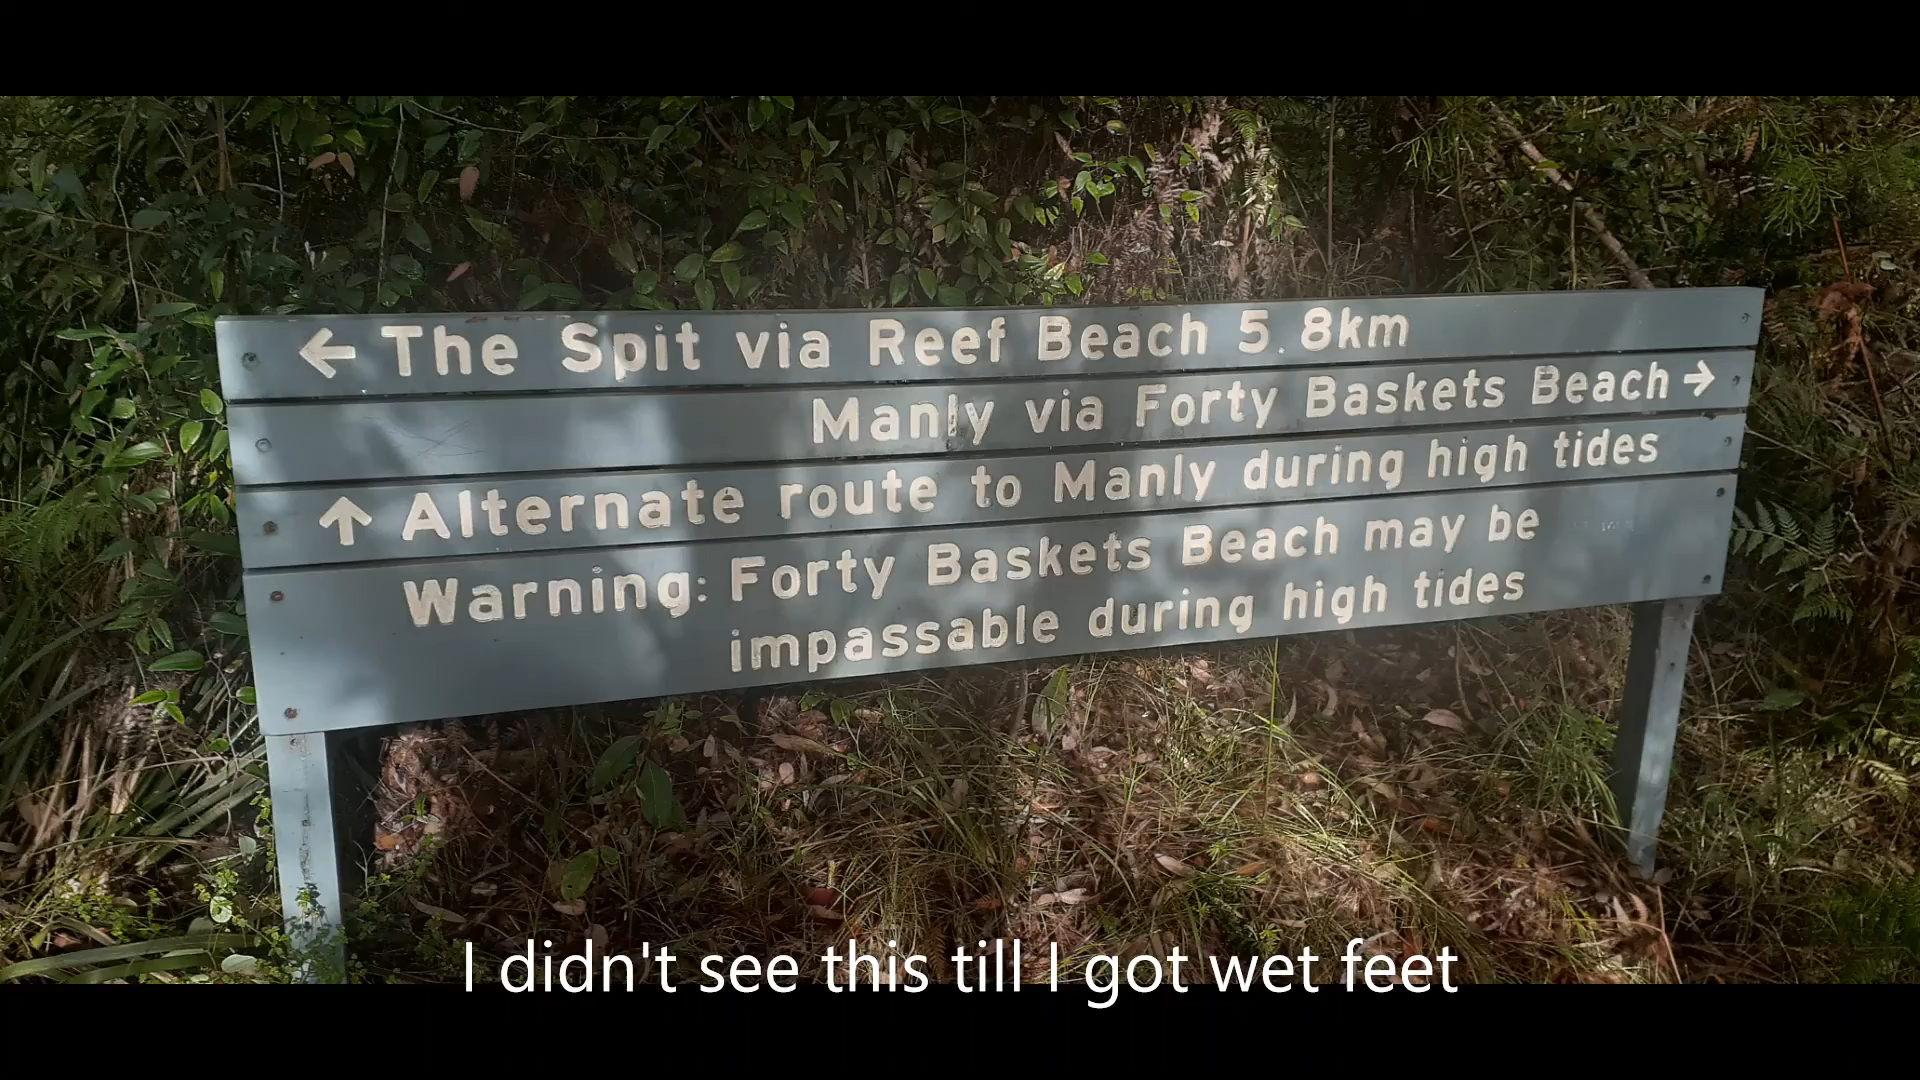 ← The Spit via Reef Beach 5.8km
Manly via Forty Baskets Beach →
↑ Alternate route to Manly during high tides
Warning: Forty Baskets Beach may be
impassable during high tides
I didn't see this till I got wet feet